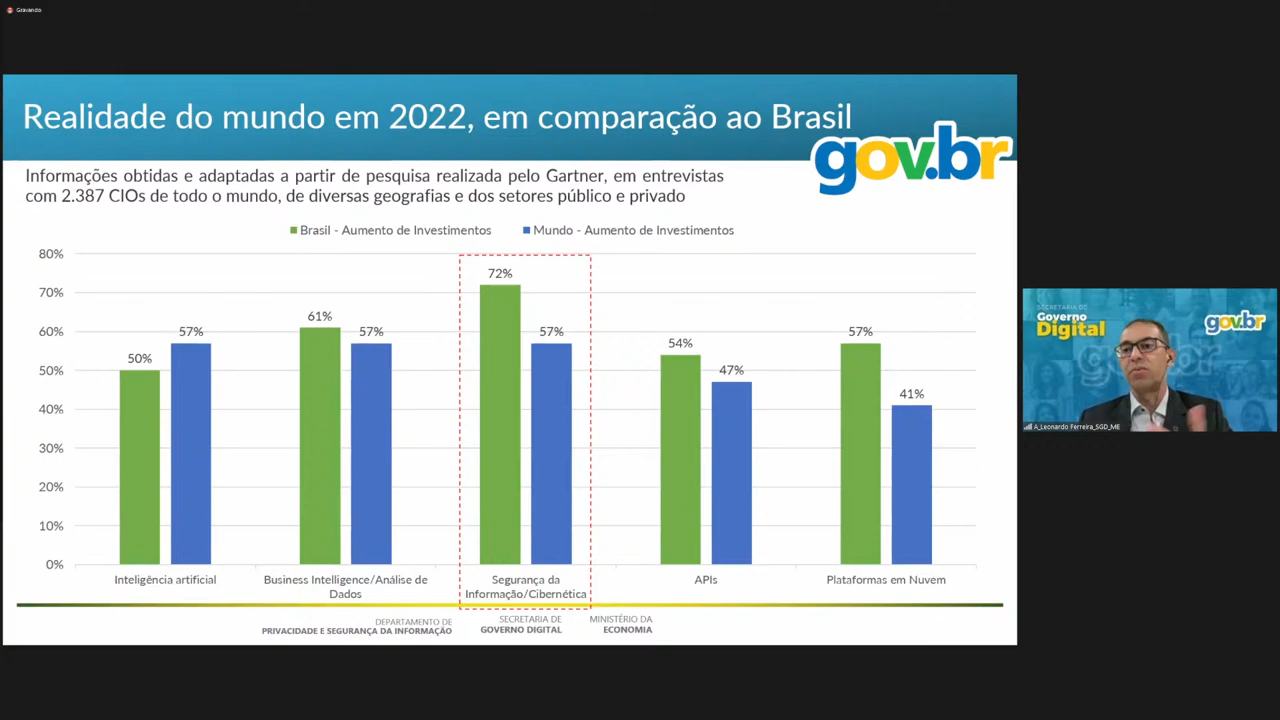 Gravando
Realidade do mundo em 2022, em comparação ao Brasil
gov.br
Informações obtidas e adaptadas a partir de pesquisa realizada pelo Gartner, em entrevistas
com 2.387 CIOs de todo o mundo, de diversas geografias e dos setores público e privado
Brasil - Aumento de Investimentos
Mundo - Aumento de Investimentos
80%
70%
60%
50%
40%
30%
20%
10%
0%
50%
57%
61%
57%
72%
57%
54%
47%
57%
41%
Inteligência artificial
Business Intelligence/Análise de
Dados
Segurança da
Informação/Cibernética
APIs
Plataformas em Nuvem
DEPARTAMENTO DE
PRIVACIDADE E SEGURANÇA DA INFORMAÇÃO
SECRETARIA DE
GOVERNO DIGITAL
MINISTÉRIO DA
ECONOMIA
SECRETARIA DE
Governo
Digital
gov.br
gov.br
A_Leonardo Ferreira_SGD_ME